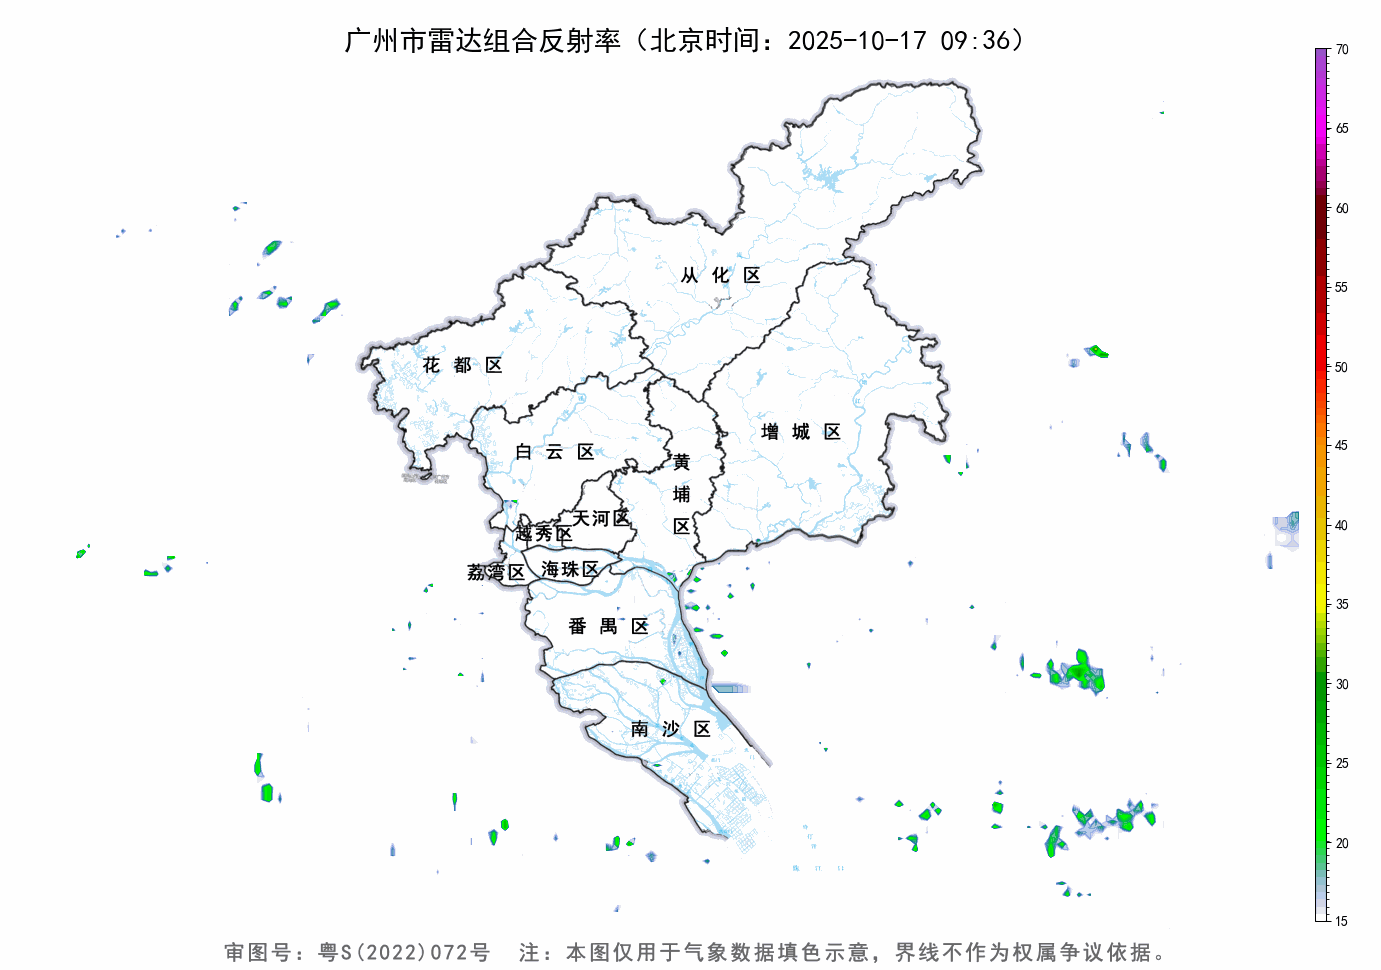 广州市雷达组合反射率（北京时间：2025-10-17 09:36）
70
65
60
55
50
45
40
35
30
25
20
15
从化区
花都区
增城区
白云区
黄埔区
天河区
越秀区
海珠区
荔湾区
番禺区
南沙区
审图号：粤S(2022)072号 注：本图仅用于气象数据填色示意，界线不作为权属争议依据。